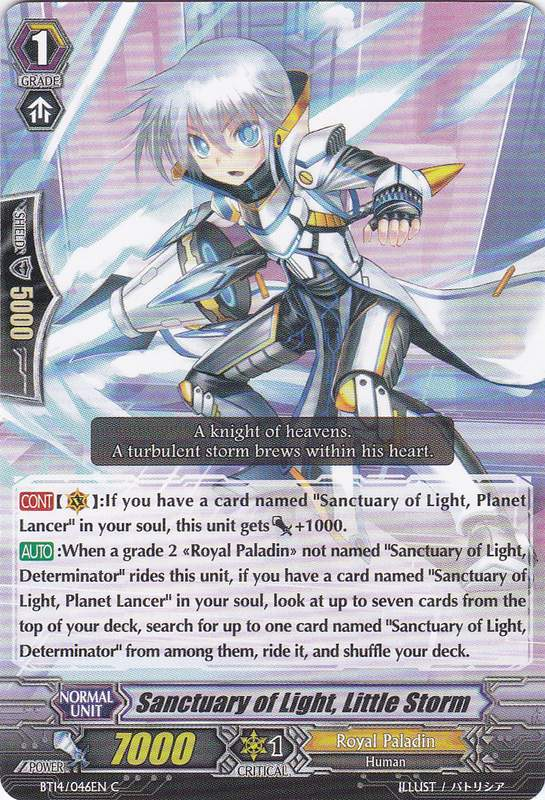 1
GRADE
SHIELD
5000
A knight of heavens.
A turbulent storm brews within his heart.
CONT【 】:If you have a card named "Sanctuary of Light, Planet
Lancer" in your soul, this unit gets +1000.
AUTO:When a grade 2 «Royal Paladin» not named "Sanctuary of Light,
Determinator" rides this unit, if you have a card named "Sanctuary of
Light, Planet Lancer" in your soul, look at up to seven cards from the
top of your deck, search for up to one card named "Sanctuary of Light,
Determinator" from among them, ride it, and shuffle your deck.
NORMAL
UNIT
Sanctuary of Light, Little Storm
POWER
7000
1
CRITICAL
Royal Paladin
Human
BT14/046EN C
ILLUST / パトリシア